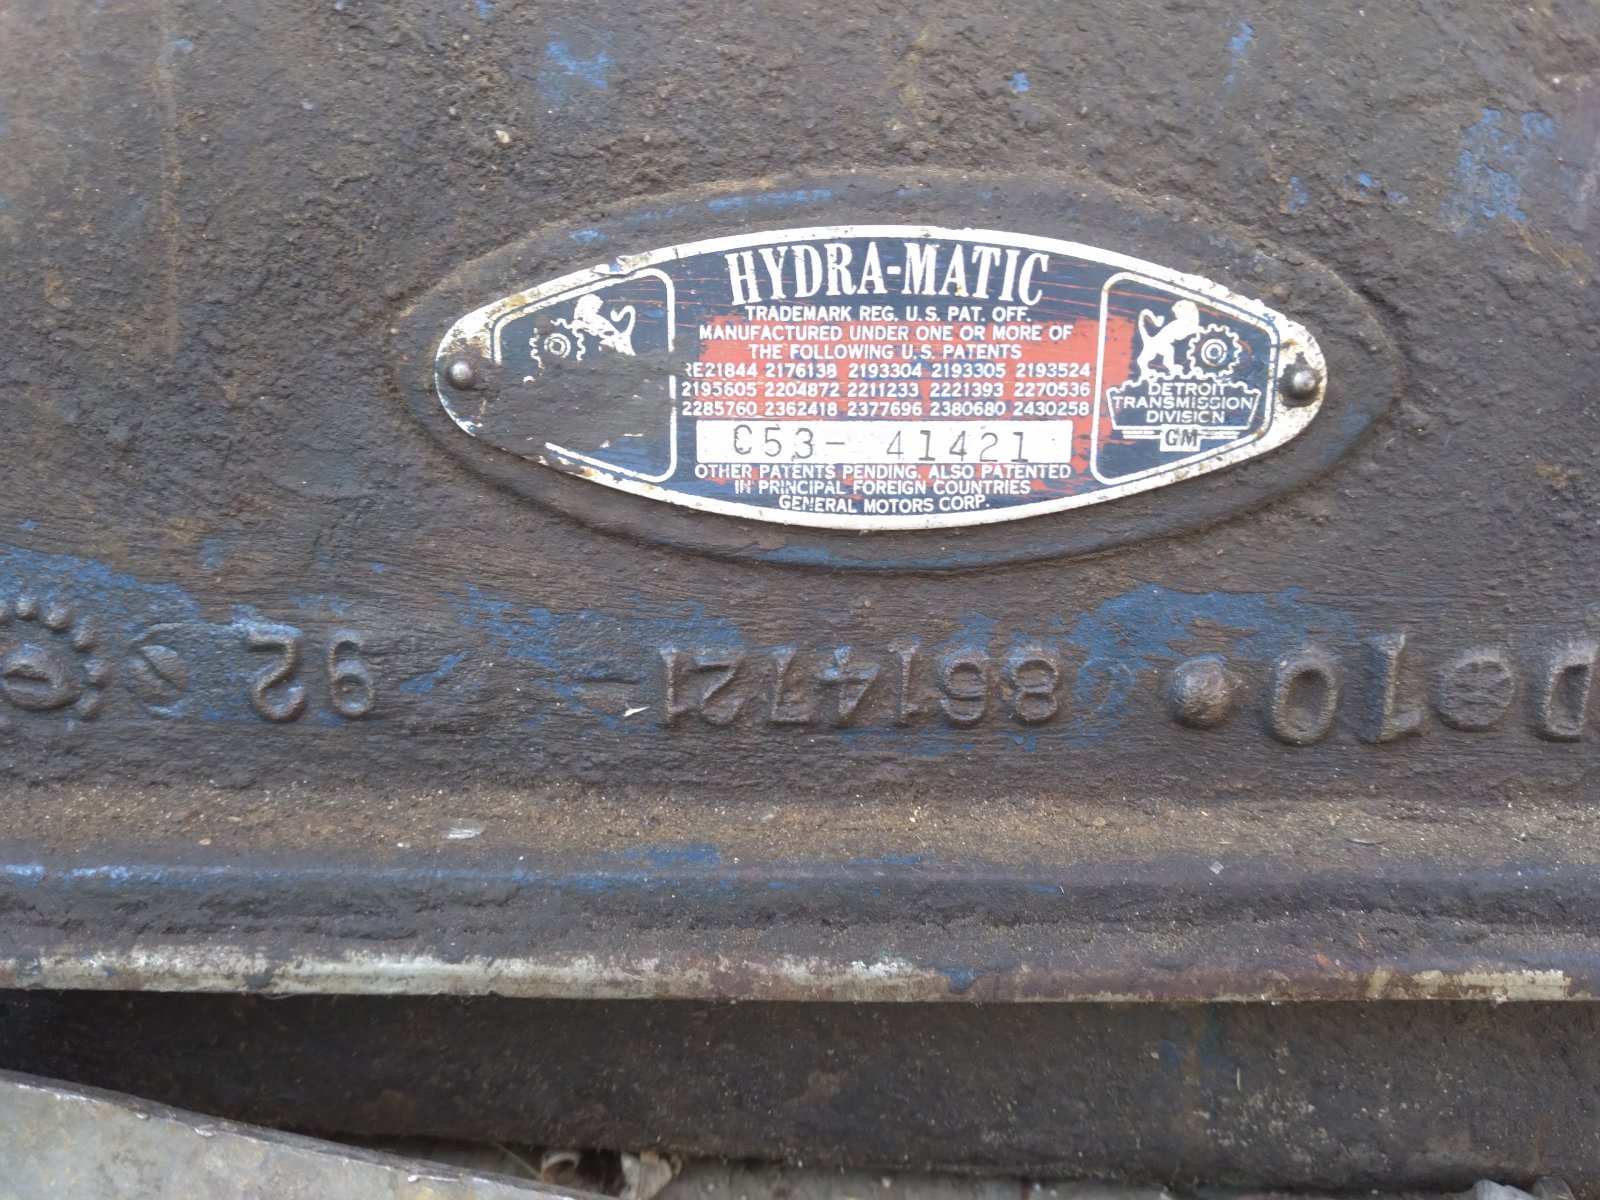 HYDRA-MATIC
TRADEMARK REG. U.S. PAT. OFF.
MANUFACTURED UNDER ONE OR MORE OF
THE FOLLOWING U.S. PATENTS
RE21844 2176138 2193304 2193305 2193524
2195605 2204872 2211233 2221393 2270536
2285760 2362418 2377696 2380680 2430258
C53- 41421
OTHER PATENTS PENDING. ALSO PATENTED
IN PRINCIPAL FOREIGN COUNTRIES
GENERAL MOTORS CORP.
DETROIT
TRANSMISSION
DIVISION
GM
10 8614721 -